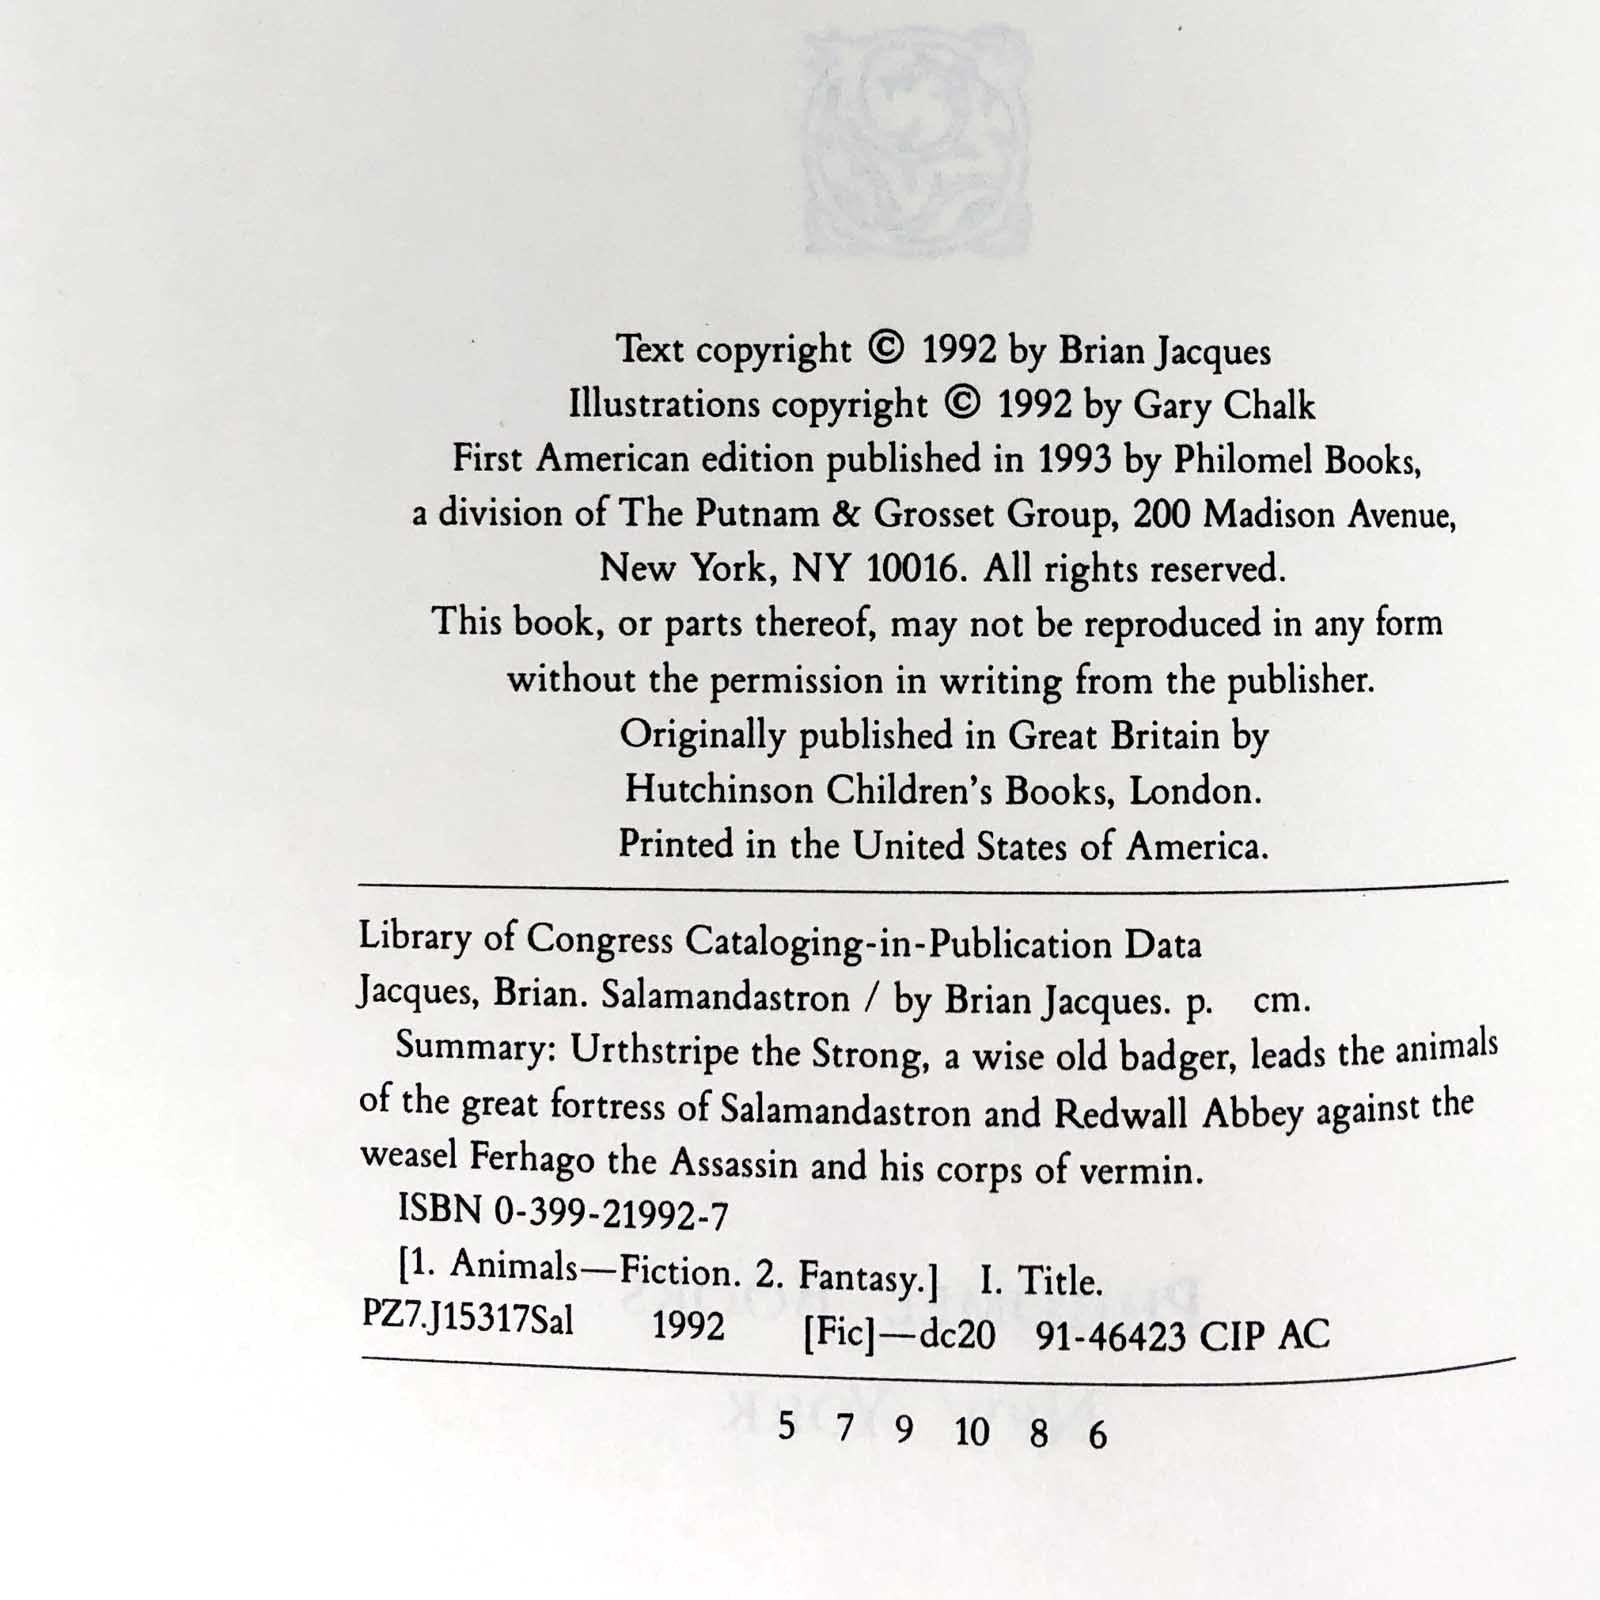 Text copyright © 1992 by Brian Jacques
Illustrations copyright © 1992 by Gary Chalk
First American edition published in 1993 by Philomel Books,
a division of The Putnam & Grosset Group, 200 Madison Avenue,
New York, NY 10016. All rights reserved.
This book, or parts thereof, may not be reproduced in any form
without the permission in writing from the publisher.
Originally published in Great Britain by
Hutchinson Children's Books, London.
Printed in the United States of America.
Library of Congress Cataloging-in-Publication Data
Jacques, Brian. Salamandastron / by Brian Jacques. p. cm.
Summary: Urthstripe the Strong, a wise old badger, leads the animals
of the great fortress of Salamandastron and Redwall Abbey against the
weasel Ferhago the Assassin and his corps of vermin.
ISBN 0-399-21992-7
[1. Animals—Fiction. 2. Fantasy.] I. Title.
PZ7.J15317Sal 1992 [Fic]—dc20 91-46423 CIP AC
5 7 9 10 8 6